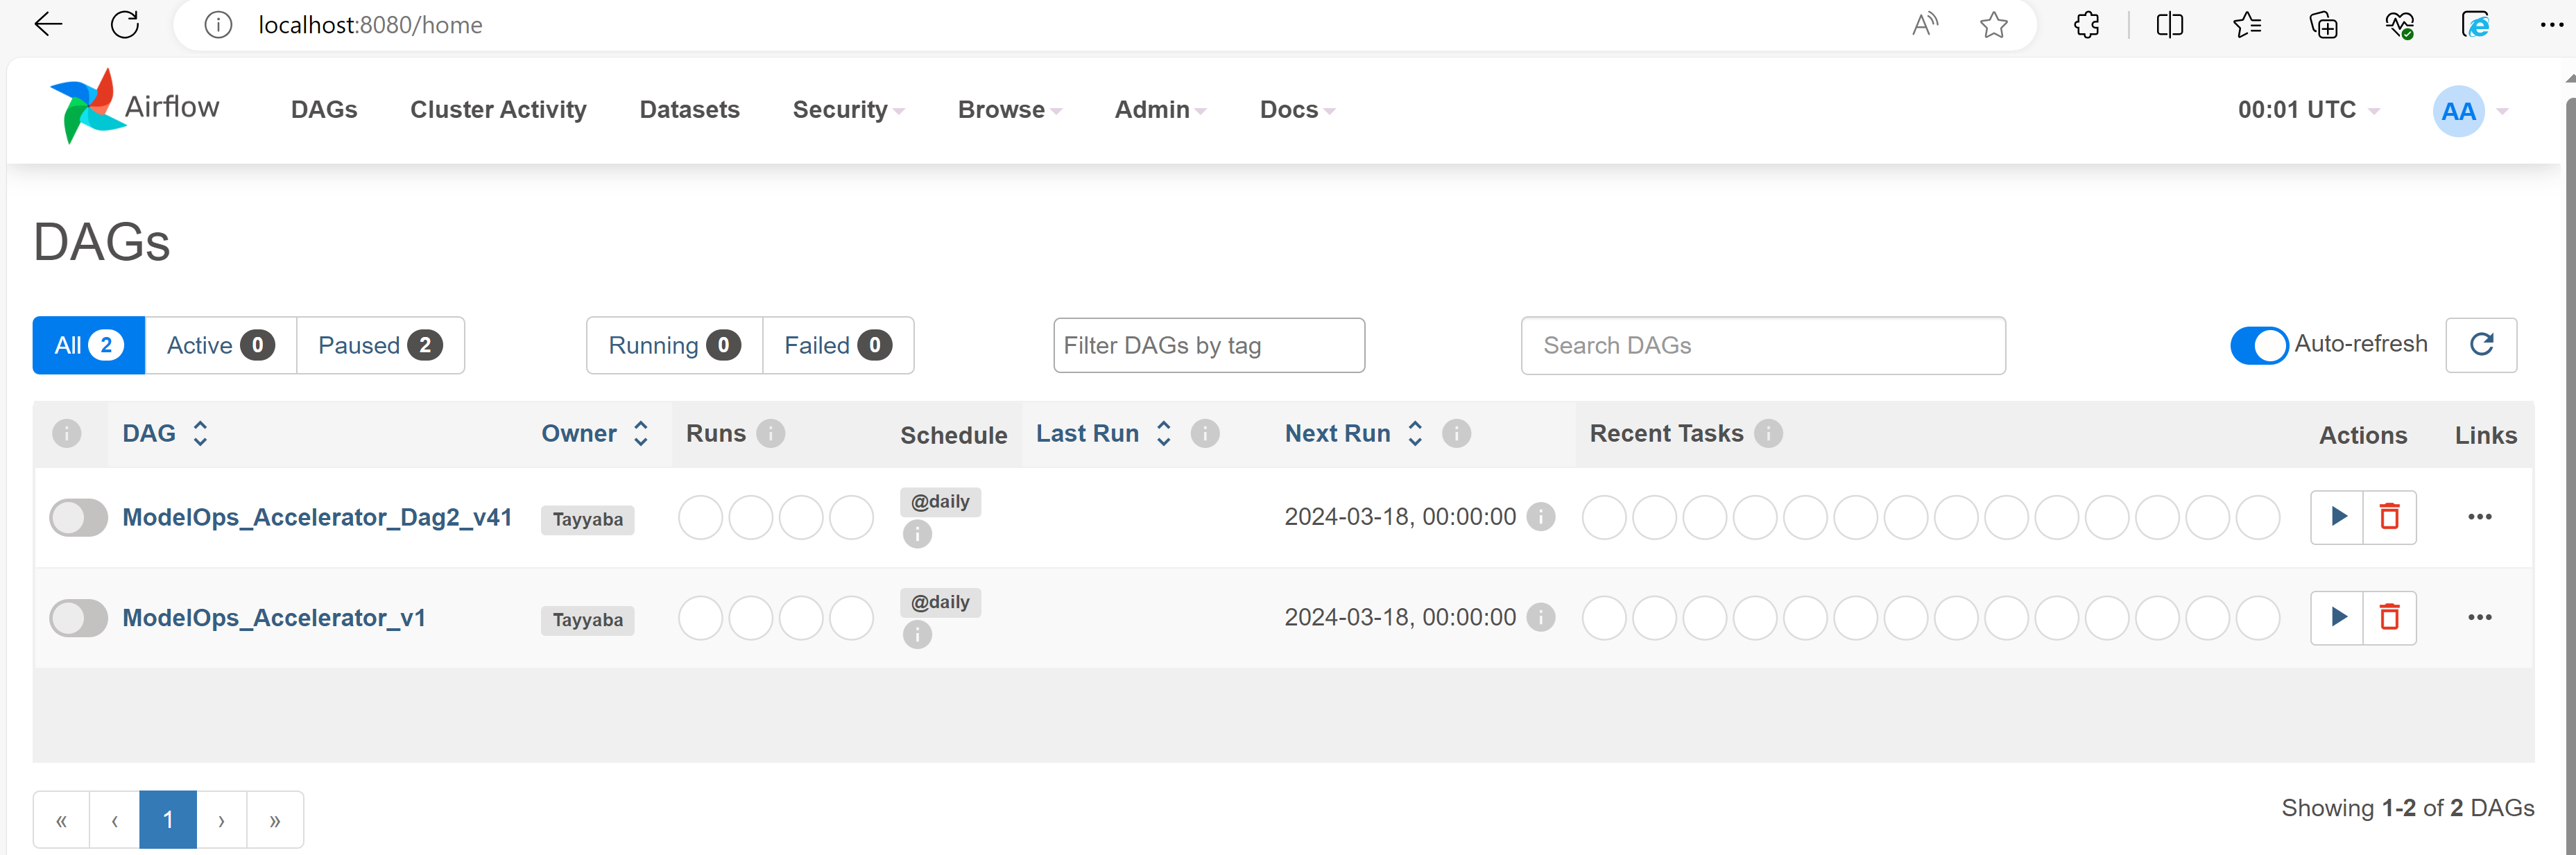 localhost:8080/home
Airflow DAGs Cluster Activity Datasets Security Browse Admin Docs 00:01 UTC AA
DAGs
All 2 Active 0 Paused 2 Running 0 Failed 0 Filter DAGs by tag Search DAGs Auto-refresh
DAG Owner Runs Schedule Last Run Next Run Recent Tasks Actions Links
ModelOps_Accelerator_Dag2_v41 Tayyaba @daily 2024-03-18, 00:00:00
ModelOps_Accelerator_v1 Tayyaba @daily 2024-03-18, 00:00:00
« ‹ 1 › » Showing 1-2 of 2 DAGs